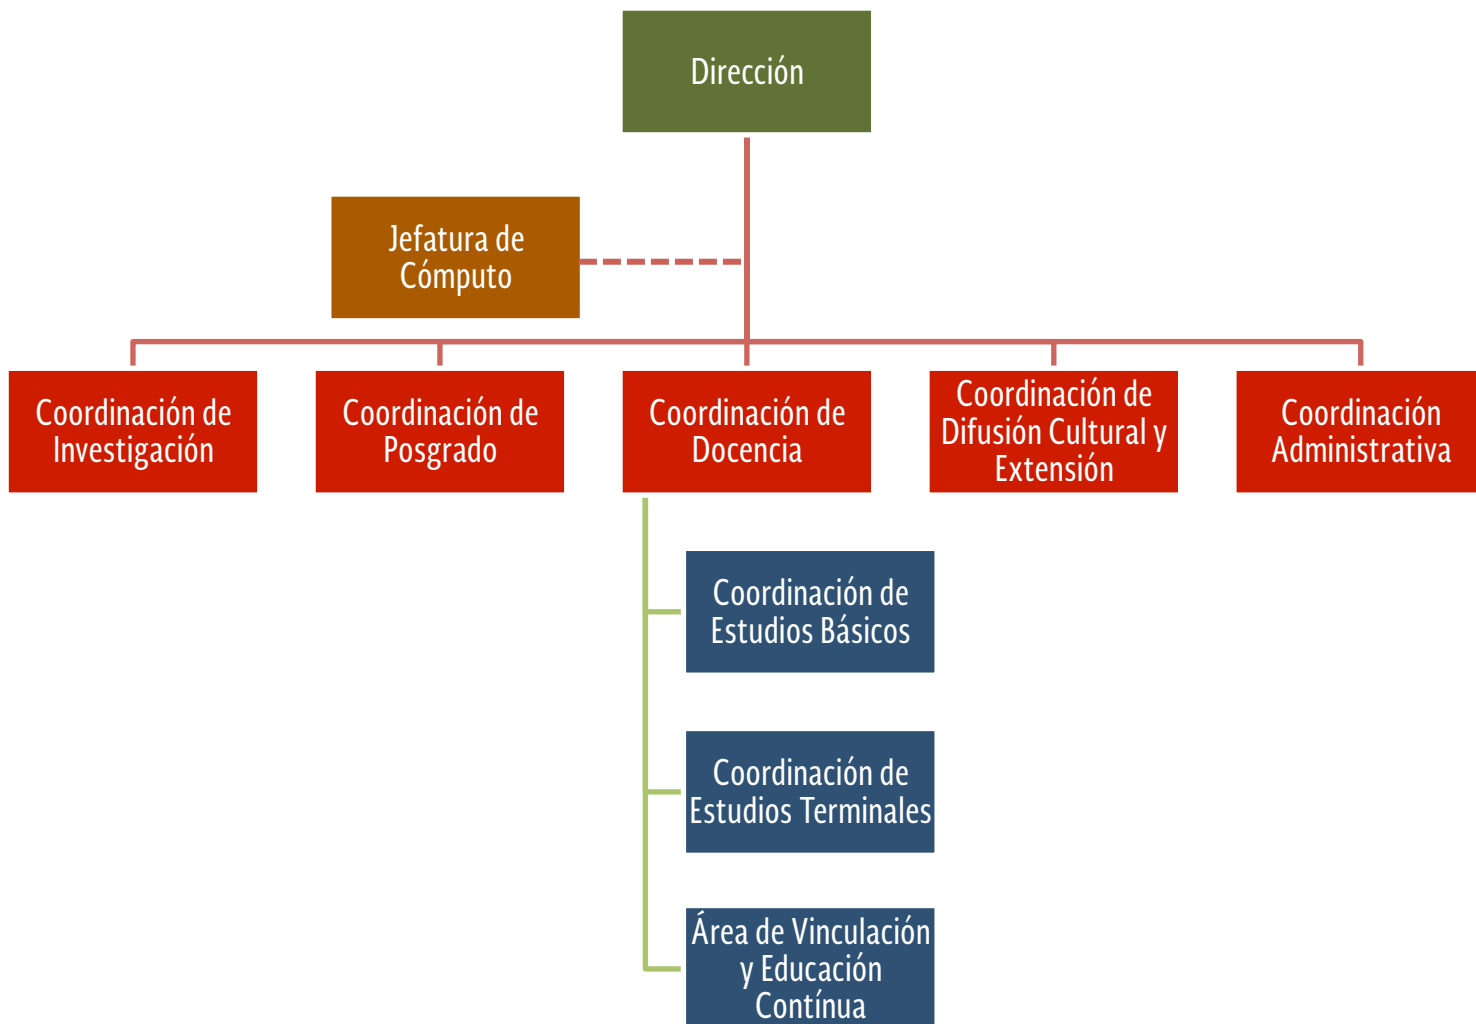 Dirección
Jefatura de
Cómputo
Coordinación de
Investigación
Coordinación de
Posgrado
Coordinación de
Docencia
Coordinación de
Difusión Cultural y
Extensión
Coordinación
Administrativa
Coordinación de
Estudios Básicos
Coordinación de
Estudios Terminales
Área de Vinculación
y Educación
Contínua